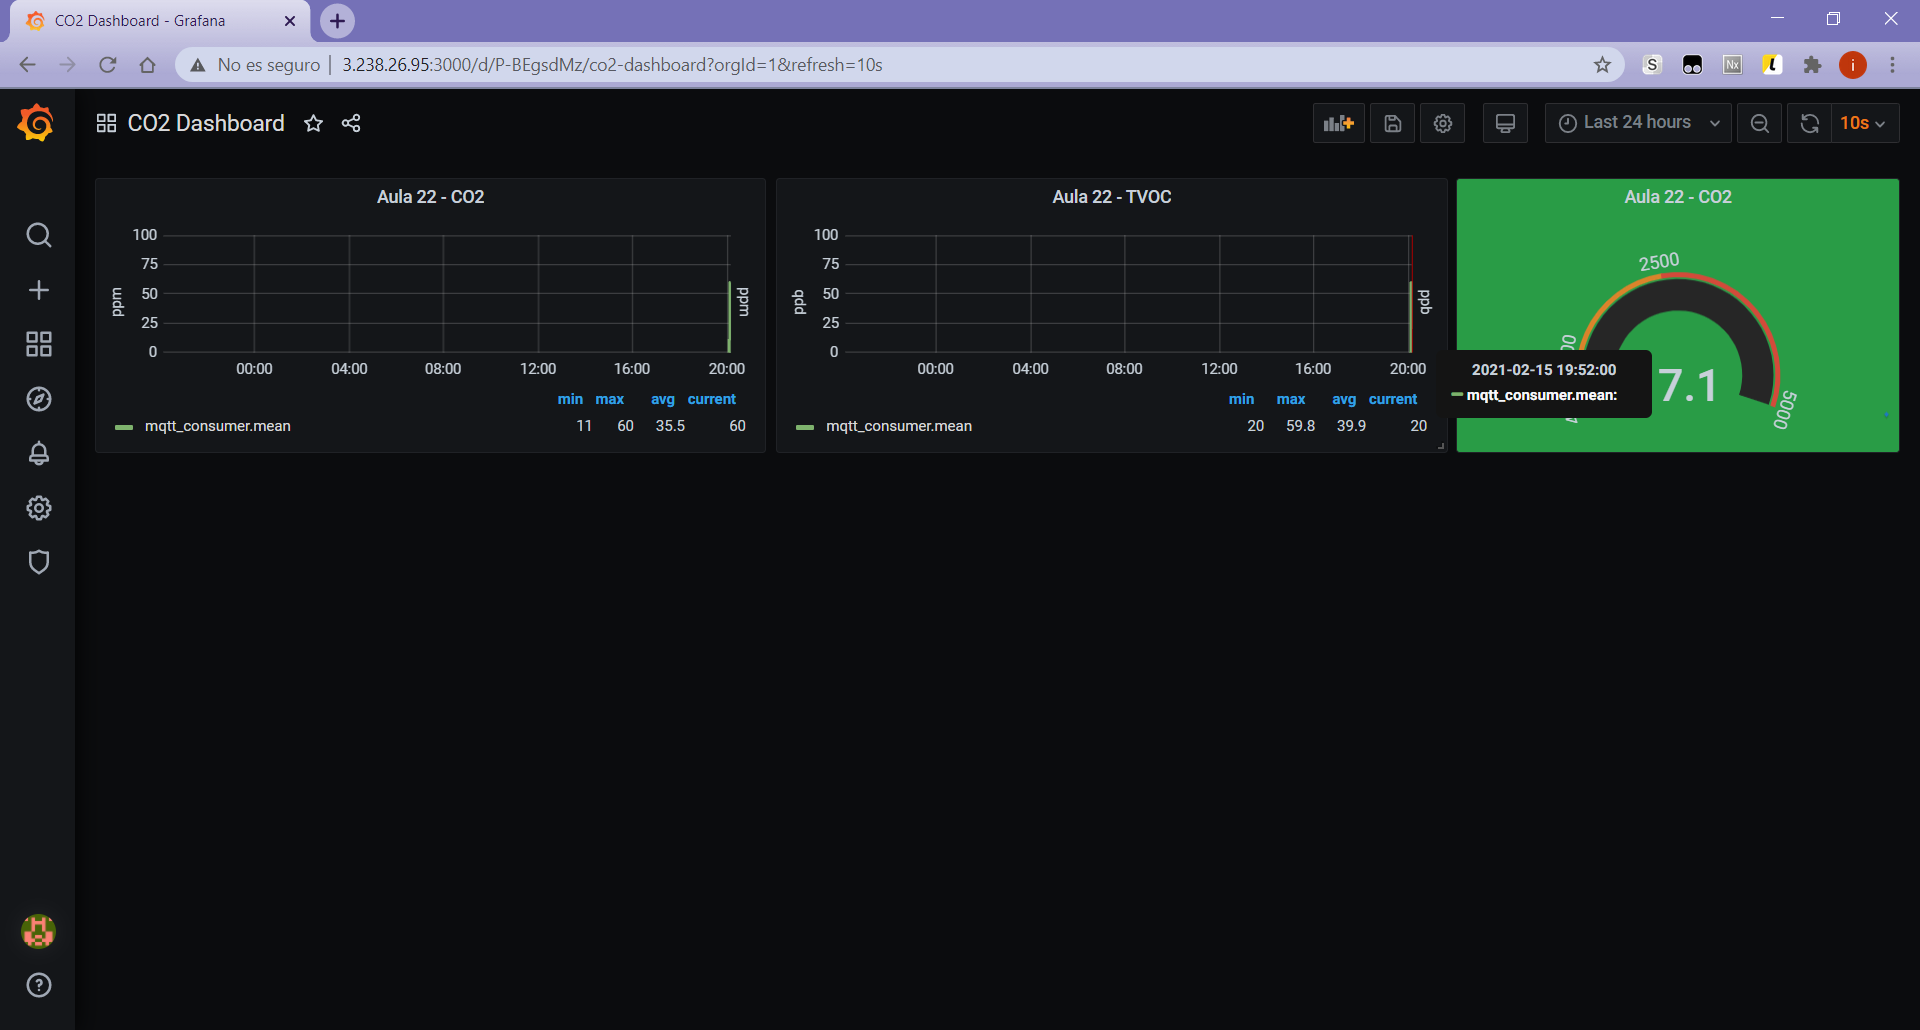 CO2 Dashboard - Grafana
No es seguro | 3.238.26.95:3000/d/P-BEgsdMz/co2-dashboard?orgId=1&refresh=10s
S
Nx
i
CO2 Dashboard
Last 24 hours
10s
Aula 22 - CO2
100
75
50
25
0
ppm
ppm
00:00 04:00 08:00 12:00 16:00 20:00
min max avg current
mqtt_consumer.mean 11 60 35.5 60
Aula 22 - TVOC
100
75
50
25
0
ppb
ppb
00:00 04:00 08:00 12:00 16:00 20:00
min max avg current
mqtt_consumer.mean 20 59.8 39.9 20
Aula 22 - CO2
2500
5000
7.1
2021-02-15 19:52:00
mqtt_consumer.mean: